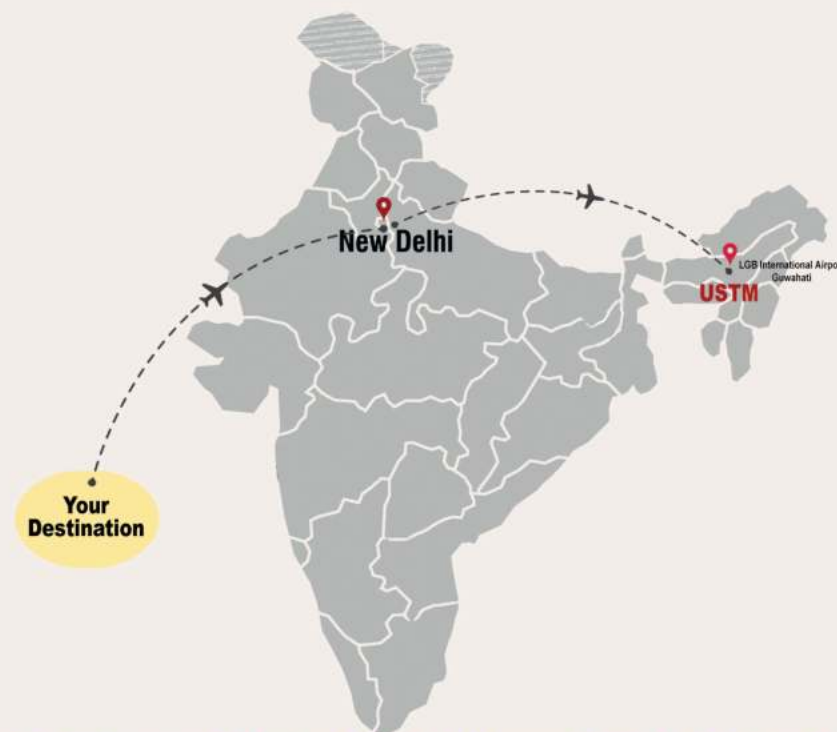 New Delhi
LGB International Airpo
Guwahati
USTM
Your
Destination